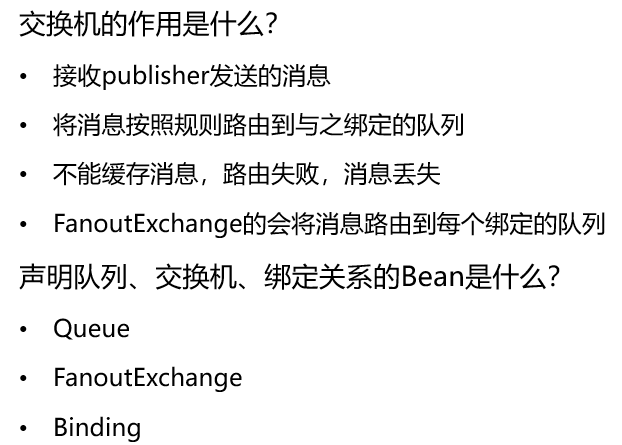 交换机的作用是什么？
• 接收publisher发送的消息
• 将消息按照规则路由到与之绑定的队列
• 不能缓存消息，路由失败，消息丢失
• FanoutExchange的会将消息路由到每个绑定的队列
声明队列、交换机、绑定关系的Bean是什么？
• Queue
• FanoutExchange
• Binding